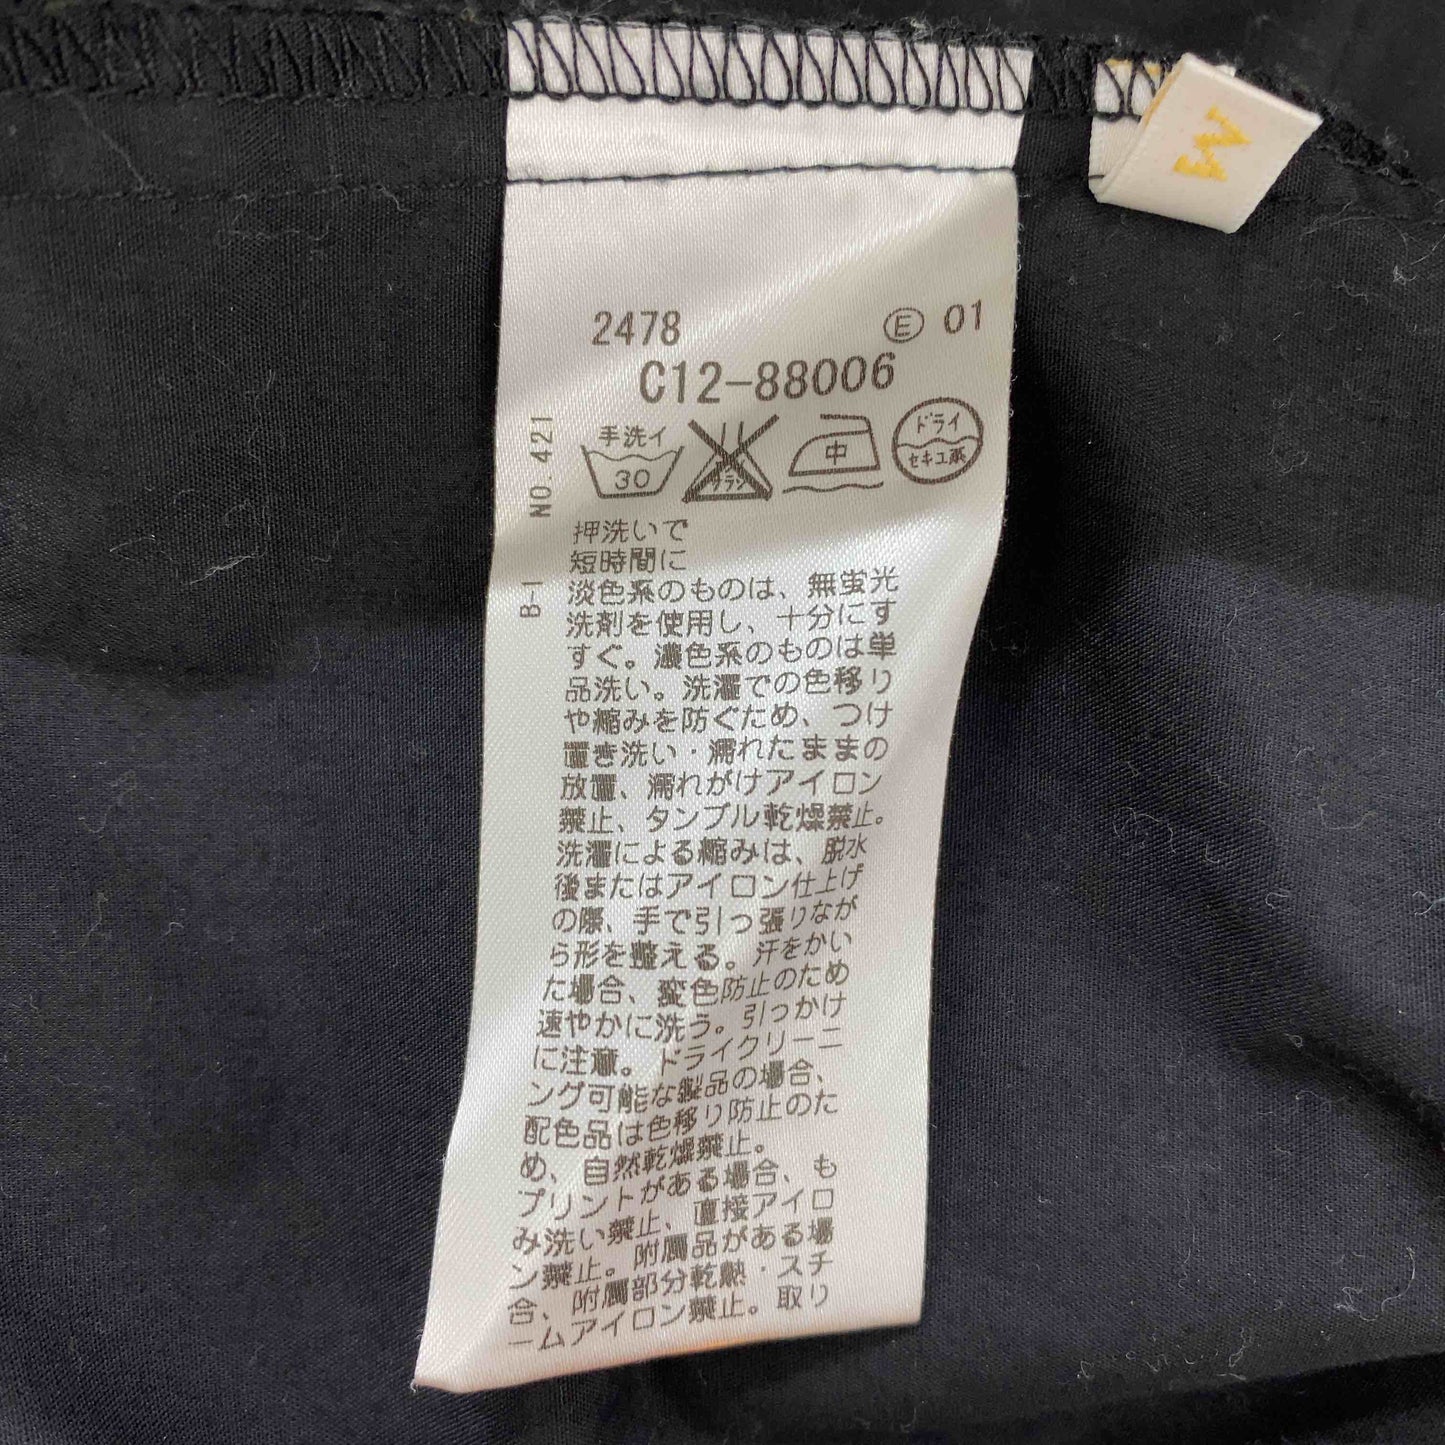 M
2478 Ⓔ 01
C12-88006
手洗イ
30
サラシ
中
ドライ
セキユ系
NO.421
B-1
押洗いで
短時間に
淡色系のものは、無蛍光
洗剤を使用し、十分にす
すぐ。濃色系のものは単
品洗い。洗濯での色移り
や縮みを防ぐため、つけ
置き洗い・濡れたままの
放置、濡れがけアイロン
禁止、タンブル乾燥禁止。
洗濯による縮みは、脱水
後またはアイロン仕上げ
の際、手で引っ張りなが
ら形を整える。汗をかい
た場合、変色防止のため
速やかに洗う。引っかけ
に注意。ドライクリーニ
ング可能な製品の場合、
配色品は色移り防止のた
め、自然乾燥禁止。
プリントがある場合、も
み洗い禁止、直接アイロ
ン禁止。附属品がある場
合、附属部分乾熱・スチ
ームアイロン禁止。取り